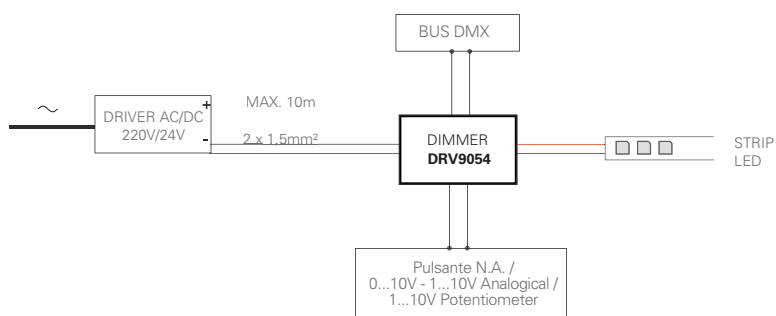 BUS DMX
~
DRIVER AC/DC
220V/24V
+
-
MAX. 10m
2 x 1,5mm²
DIMMER
DRV9054
STRIP
LED
Pulsante N.A. /
0...10V - 1...10V Analogical /
1...10V Potentiometer